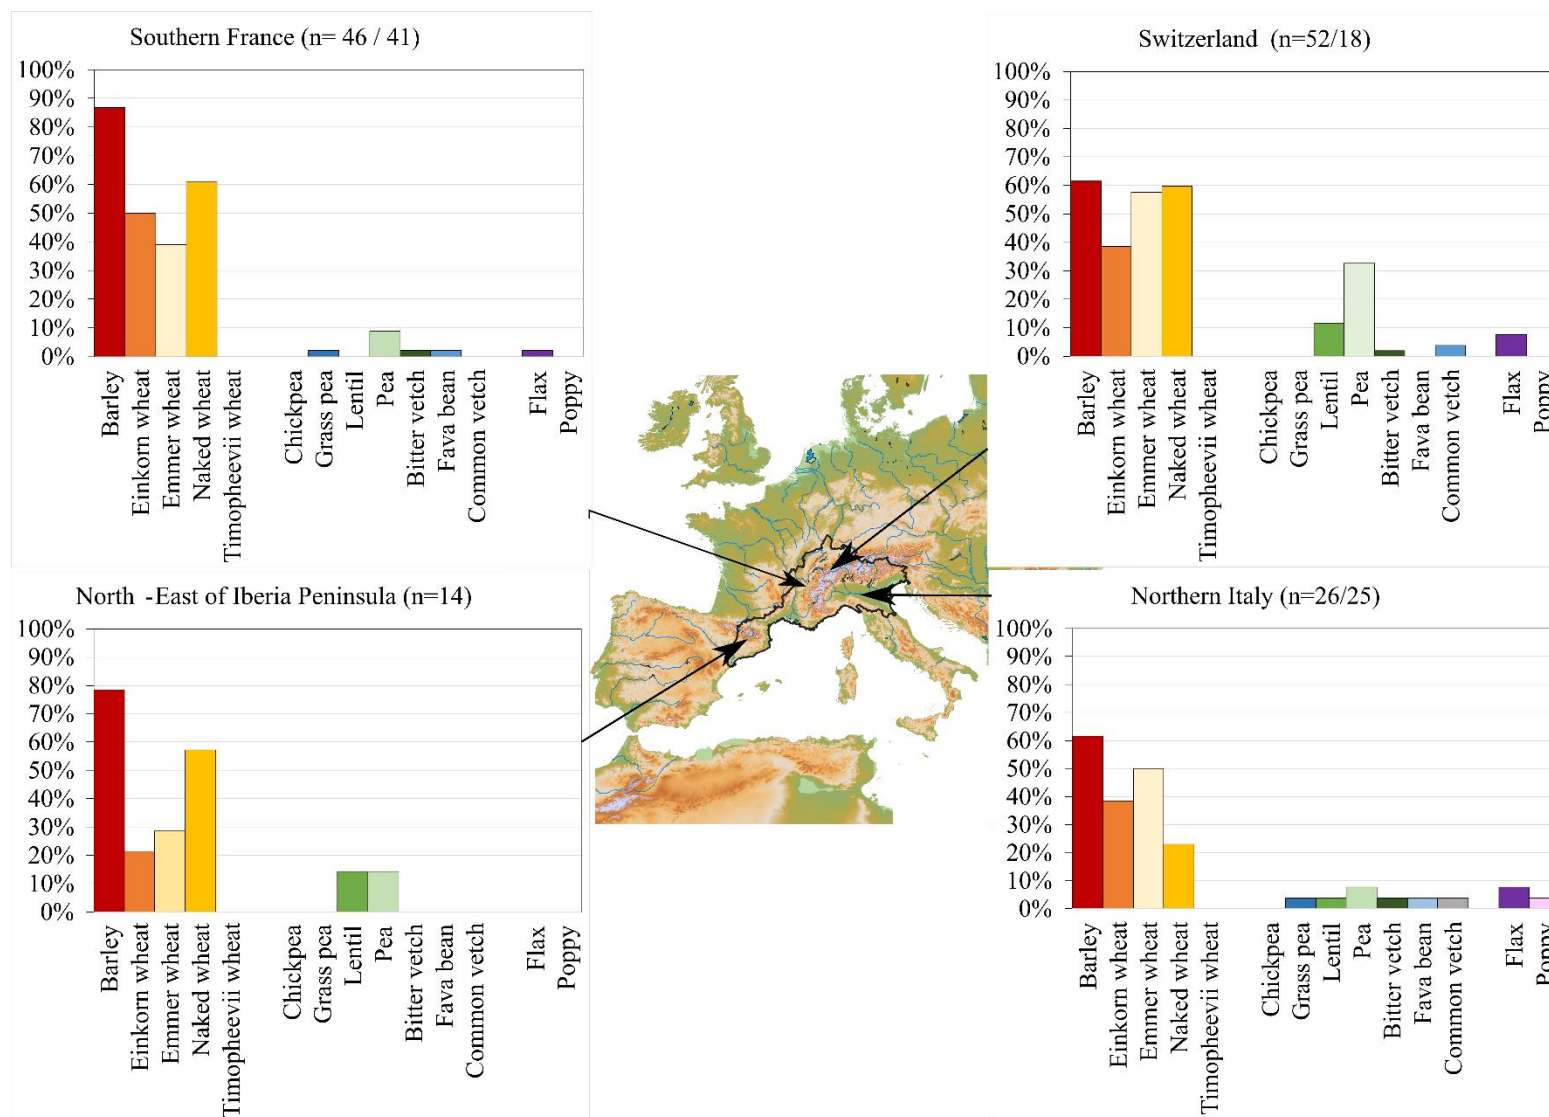 Southern France (n= 46 / 41)
100%
90%
80%
70%
60%
50%
40%
30%
20%
10%
0%
Barley
Einkorn wheat
Emmer wheat
Naked wheat
Timopheevii wheat
Chickpea
Grass pea
Lentil
Pea
Bitter vetch
Fava bean
Common vetch
Flax
Poppy
Switzerland (n=52/18)
100%
90%
80%
70%
60%
50%
40%
30%
20%
10%
0%
Barley
Einkorn wheat
Emmer wheat
Naked wheat
Timopheevii wheat
Chickpea
Grass pea
Lentil
Pea
Bitter vetch
Fava bean
Common vetch
Flax
Poppy
North -East of Iberia Peninsula (n=14)
100%
90%
80%
70%
60%
50%
40%
30%
20%
10%
0%
Barley
Einkorn wheat
Emmer wheat
Naked wheat
Timopheevii wheat
Chickpea
Grass pea
Lentil
Pea
Bitter vetch
Fava bean
Common vetch
Flax
Poppy
Northern Italy (n=26/25)
100%
90%
80%
70%
60%
50%
40%
30%
20%
10%
0%
Barley
Einkorn wheat
Emmer wheat
Naked wheat
Timopheevii wheat
Chickpea
Grass pea
Lentil
Pea
Bitter vetch
Fava bean
Common vetch
Flax
Poppy